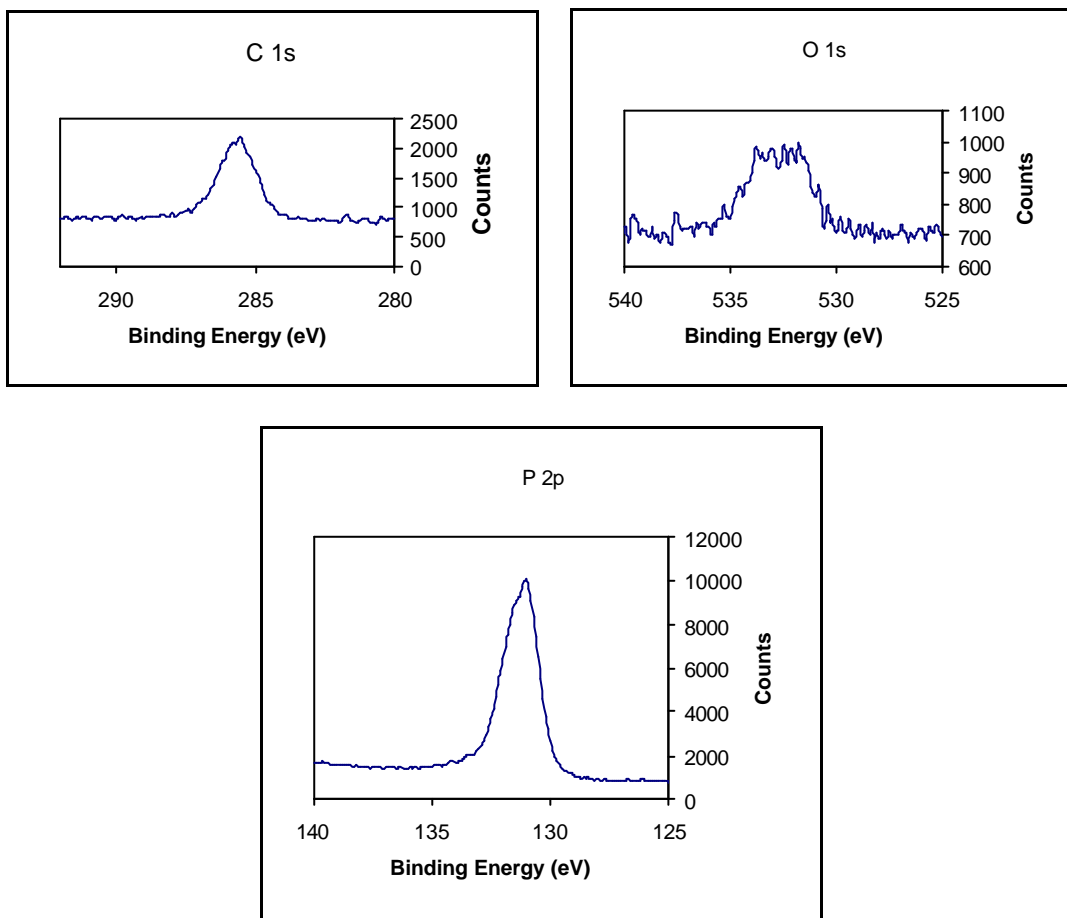 C 1s
2500
2000
1500
1000
500
0
Counts
290 285 280
Binding Energy (eV)
O 1s
1100
1000
900
800
700
600
Counts
540 535 530 525
Binding Energy (eV)
P 2p
12000
10000
8000
6000
4000
2000
0
Counts
140 135 130 125
Binding Energy (eV)